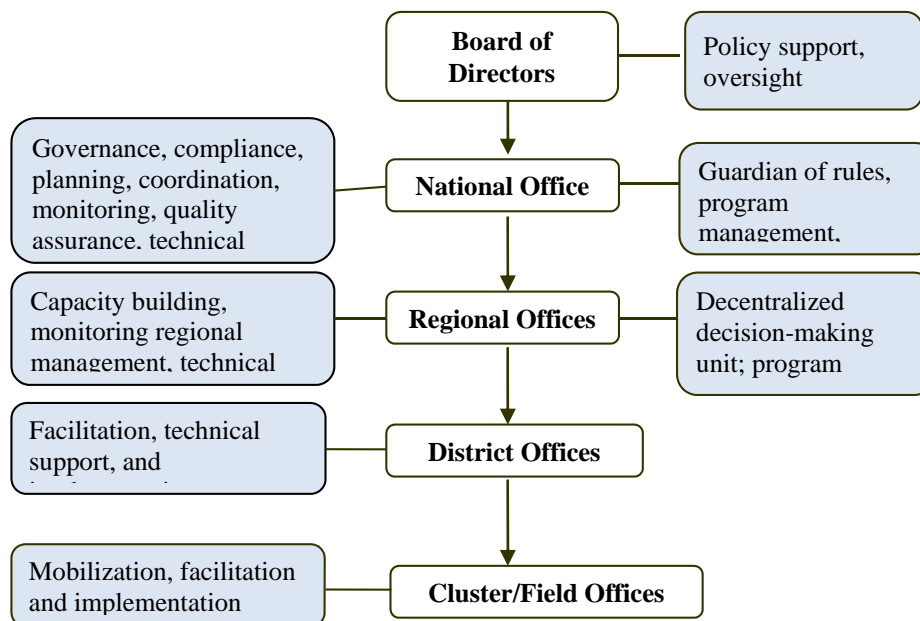 Board of
Directors
Policy support,
oversight
Governance, compliance,
planning, coordination,
monitoring, quality
assurance, technical
National Office
Guardian of rules,
program
management,
Capacity building,
monitoring regional
management, technical
Regional Offices
Decentralized
decision-making
unit; program
Facilitation, technical
support, and
District Offices
Mobilization, facilitation
and implementation
Cluster/Field Offices